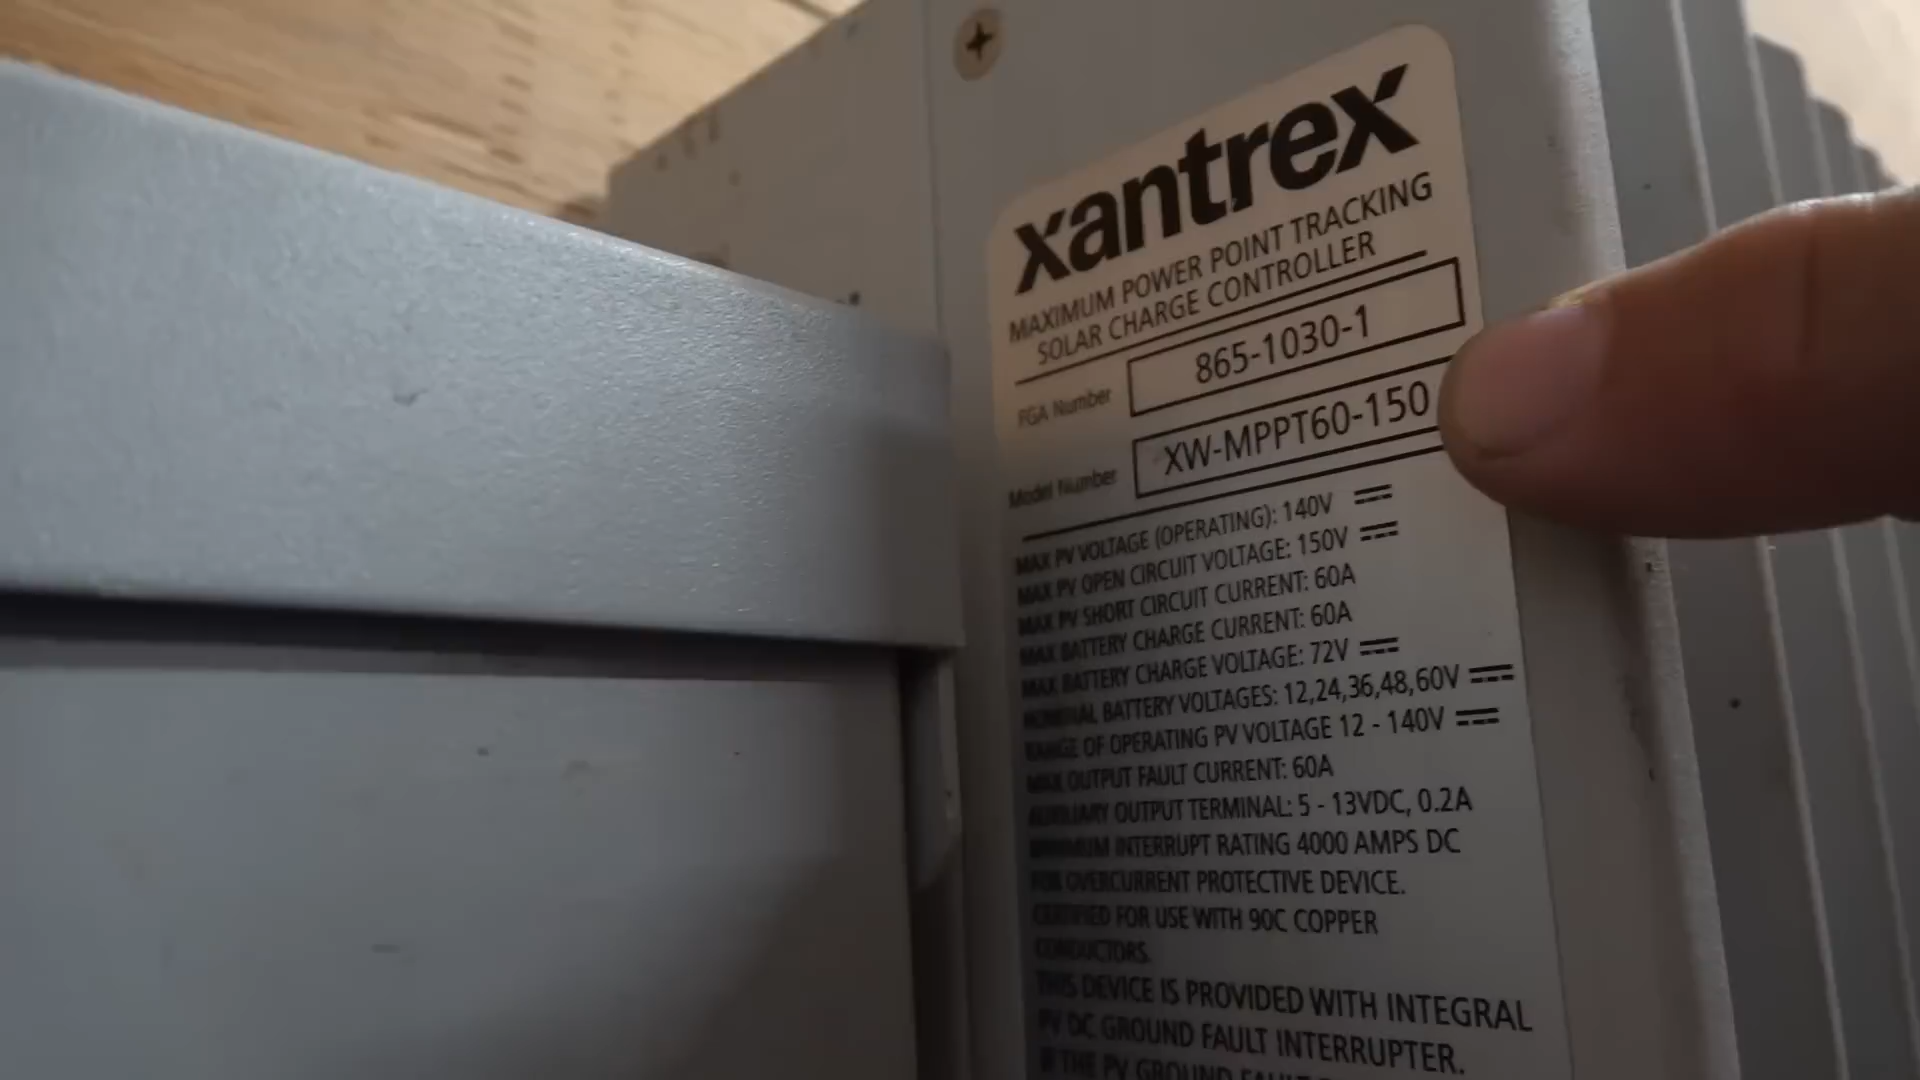 xantrex
MAXIMUM POWER POINT TRACKING
SOLAR CHARGE CONTROLLER
FGA Number 865-1030-1
Model Number XW-MPPT60-150
MAX PV VOLTAGE (OPERATING): 140V
MAX PV OPEN CIRCUIT VOLTAGE: 150V
MAX PV SHORT CIRCUIT CURRENT: 60A
MAX BATTERY CHARGE CURRENT: 60A
MAX BATTERY CHARGE VOLTAGE: 72V
NOMINAL BATTERY VOLTAGES: 12,24,36,48,60V
RANGE OF OPERATING PV VOLTAGE 12 - 140V
MAX OUTPUT FAULT CURRENT: 60A
AUXILIARY OUTPUT TERMINAL: 5 - 13VDC, 0.2A
MINIMUM INTERRUPT RATING 4000 AMPS DC
FOR OVERCURRENT PROTECTIVE DEVICE.
CERTIFIED FOR USE WITH 90C COPPER
CONDUCTORS.
THIS DEVICE IS PROVIDED WITH INTEGRAL
PV DC GROUND FAULT INTERRUPTER.
IF THE PV GROUND FAULT